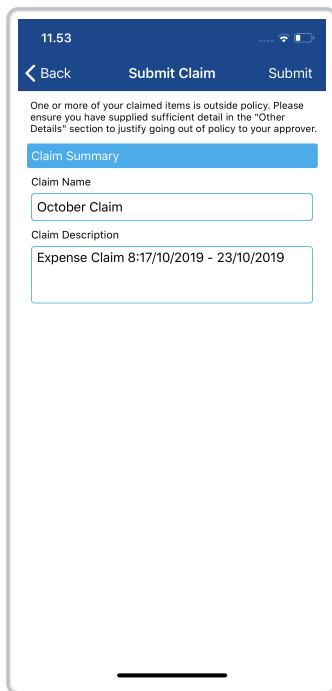 11.53
Back Submit Claim Submit
One or more of your claimed items is outside policy. Please
ensure you have supplied sufficient detail in the "Other
Details" section to justify going out of policy to your approver.
Claim Summary
Claim Name
October Claim
Claim Description
Expense Claim 8:17/10/2019 - 23/10/2019